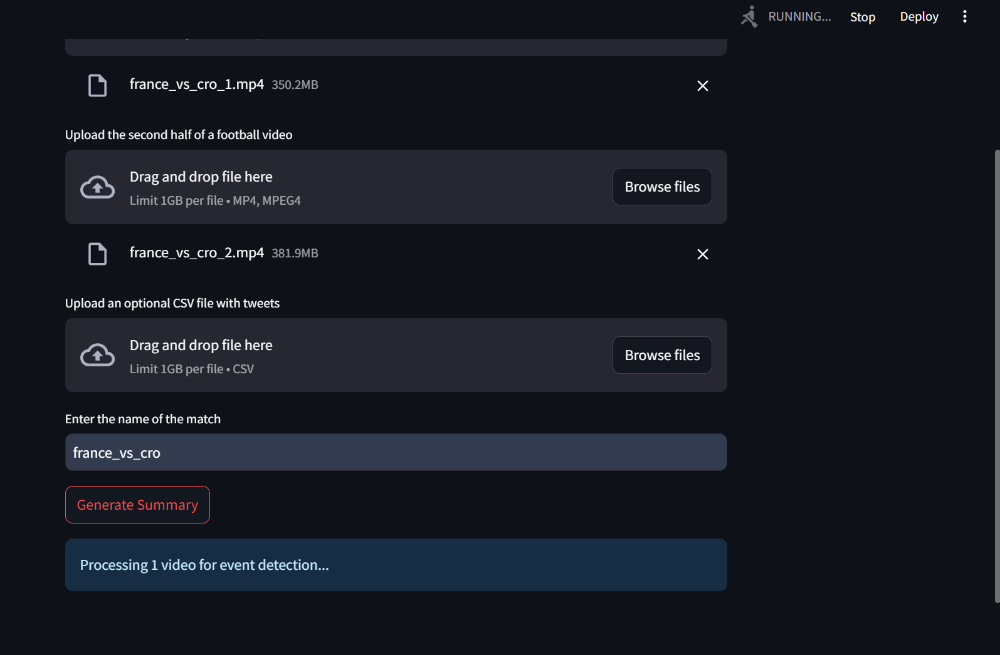 RUNNING...
Stop
Deploy
france_vs_cro_1.mp4 350.2MB
Upload the second half of a football video
Drag and drop file here
Limit 1GB per file • MP4, MPEG4
Browse files
france_vs_cro_2.mp4 381.9MB
Upload an optional CSV file with tweets
Drag and drop file here
Limit 1GB per file • CSV
Browse files
Enter the name of the match
france_vs_cro
Generate Summary
Processing 1 video for event detection...